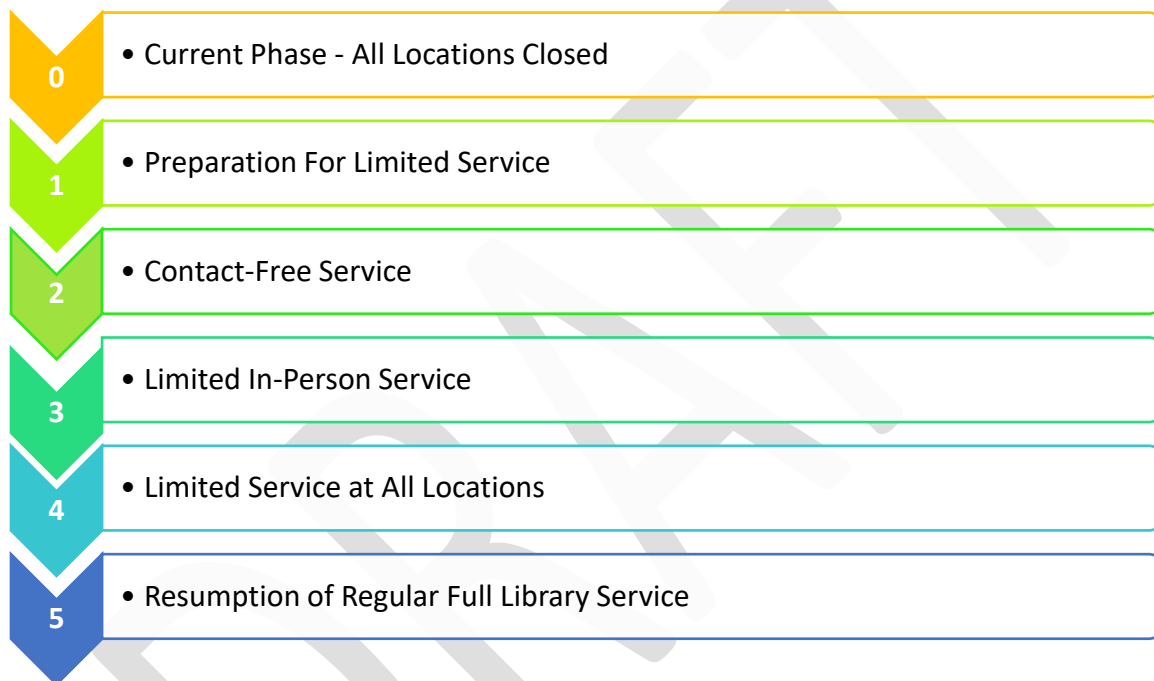 0
• Current Phase - All Locations Closed
1
• Preparation For Limited Service
2
• Contact-Free Service
3
• Limited In-Person Service
4
• Limited Service at All Locations
5
• Resumption of Regular Full Library Service
DRAFT